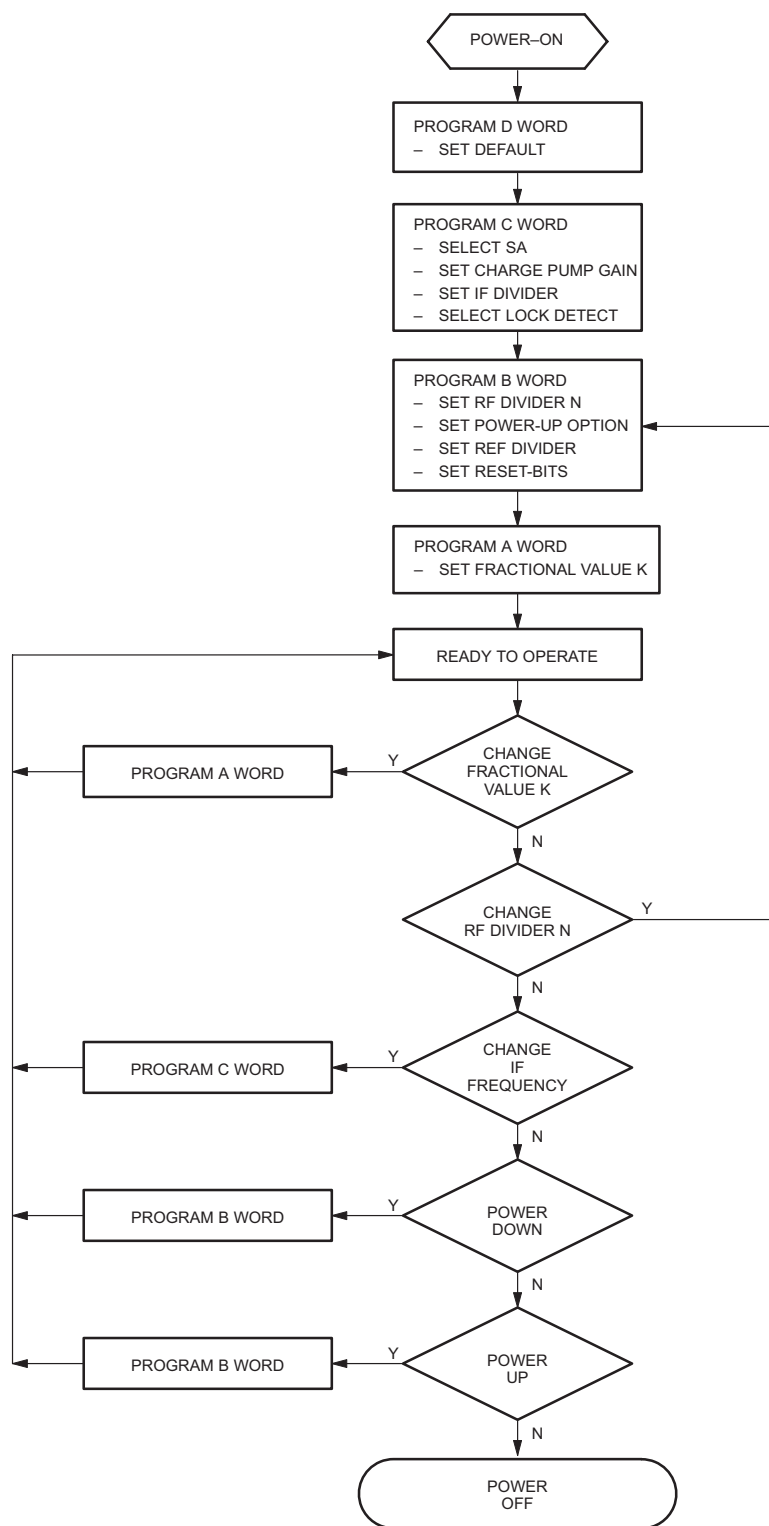 POWER–ON
PROGRAM D WORD
– SET DEFAULT
PROGRAM C WORD
– SELECT SA
– SET CHARGE PUMP GAIN
– SET IF DIVIDER
– SELECT LOCK DETECT
PROGRAM B WORD
– SET RF DIVIDER N
– SET POWER-UP OPTION
– SET REF DIVIDER
– SET RESET-BITS
PROGRAM A WORD
– SET FRACTIONAL VALUE K
READY TO OPERATE
CHANGE
FRACTIONAL
VALUE K
Y
PROGRAM A WORD
N
CHANGE
RF DIVIDER N
Y
N
CHANGE
IF
FREQUENCY
Y
PROGRAM C WORD
N
POWER
DOWN
Y
PROGRAM B WORD
N
POWER
UP
Y
PROGRAM B WORD
N
POWER
OFF